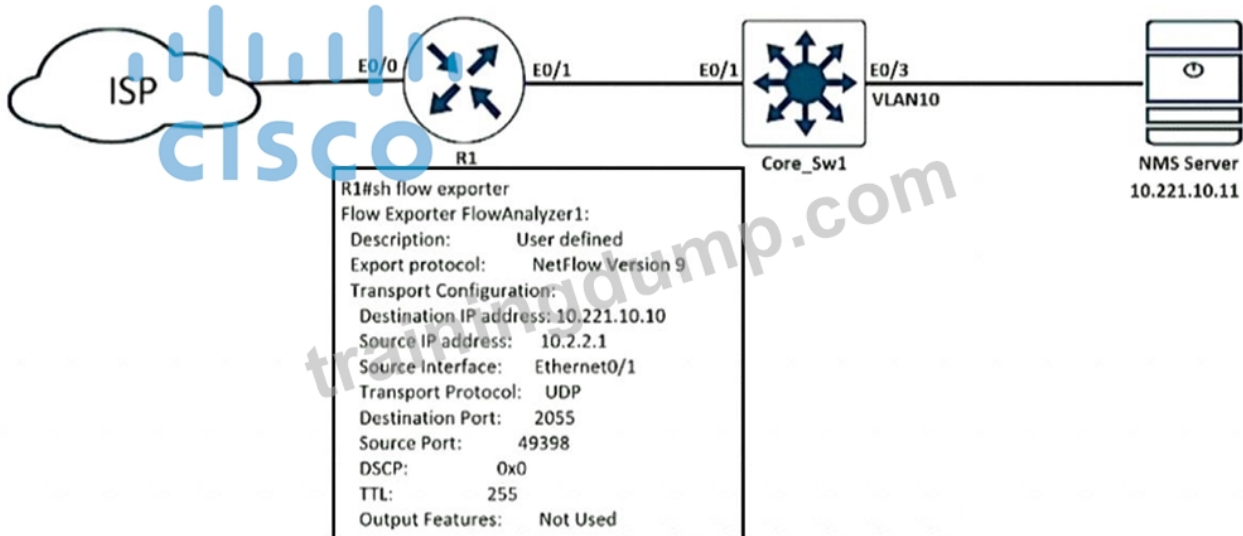 ISP
E0/0
R1
E0/1
E0/1
Core_Sw1
E0/3
VLAN10
NMS Server
10.221.10.11
CISCO
R1#sh flow exporter
Flow Exporter FlowAnalyzer1:
Description: User defined
Export protocol: NetFlow Version 9
Transport Configuration:
Destination IP address: 10.221.10.10
Source IP address: 10.2.2.1
Source Interface: Ethernet0/1
Transport Protocol: UDP
Destination Port: 2055
Source Port: 49398
DSCP: 0x0
TTL: 255
Output Features: Not Used
trainingdump.com